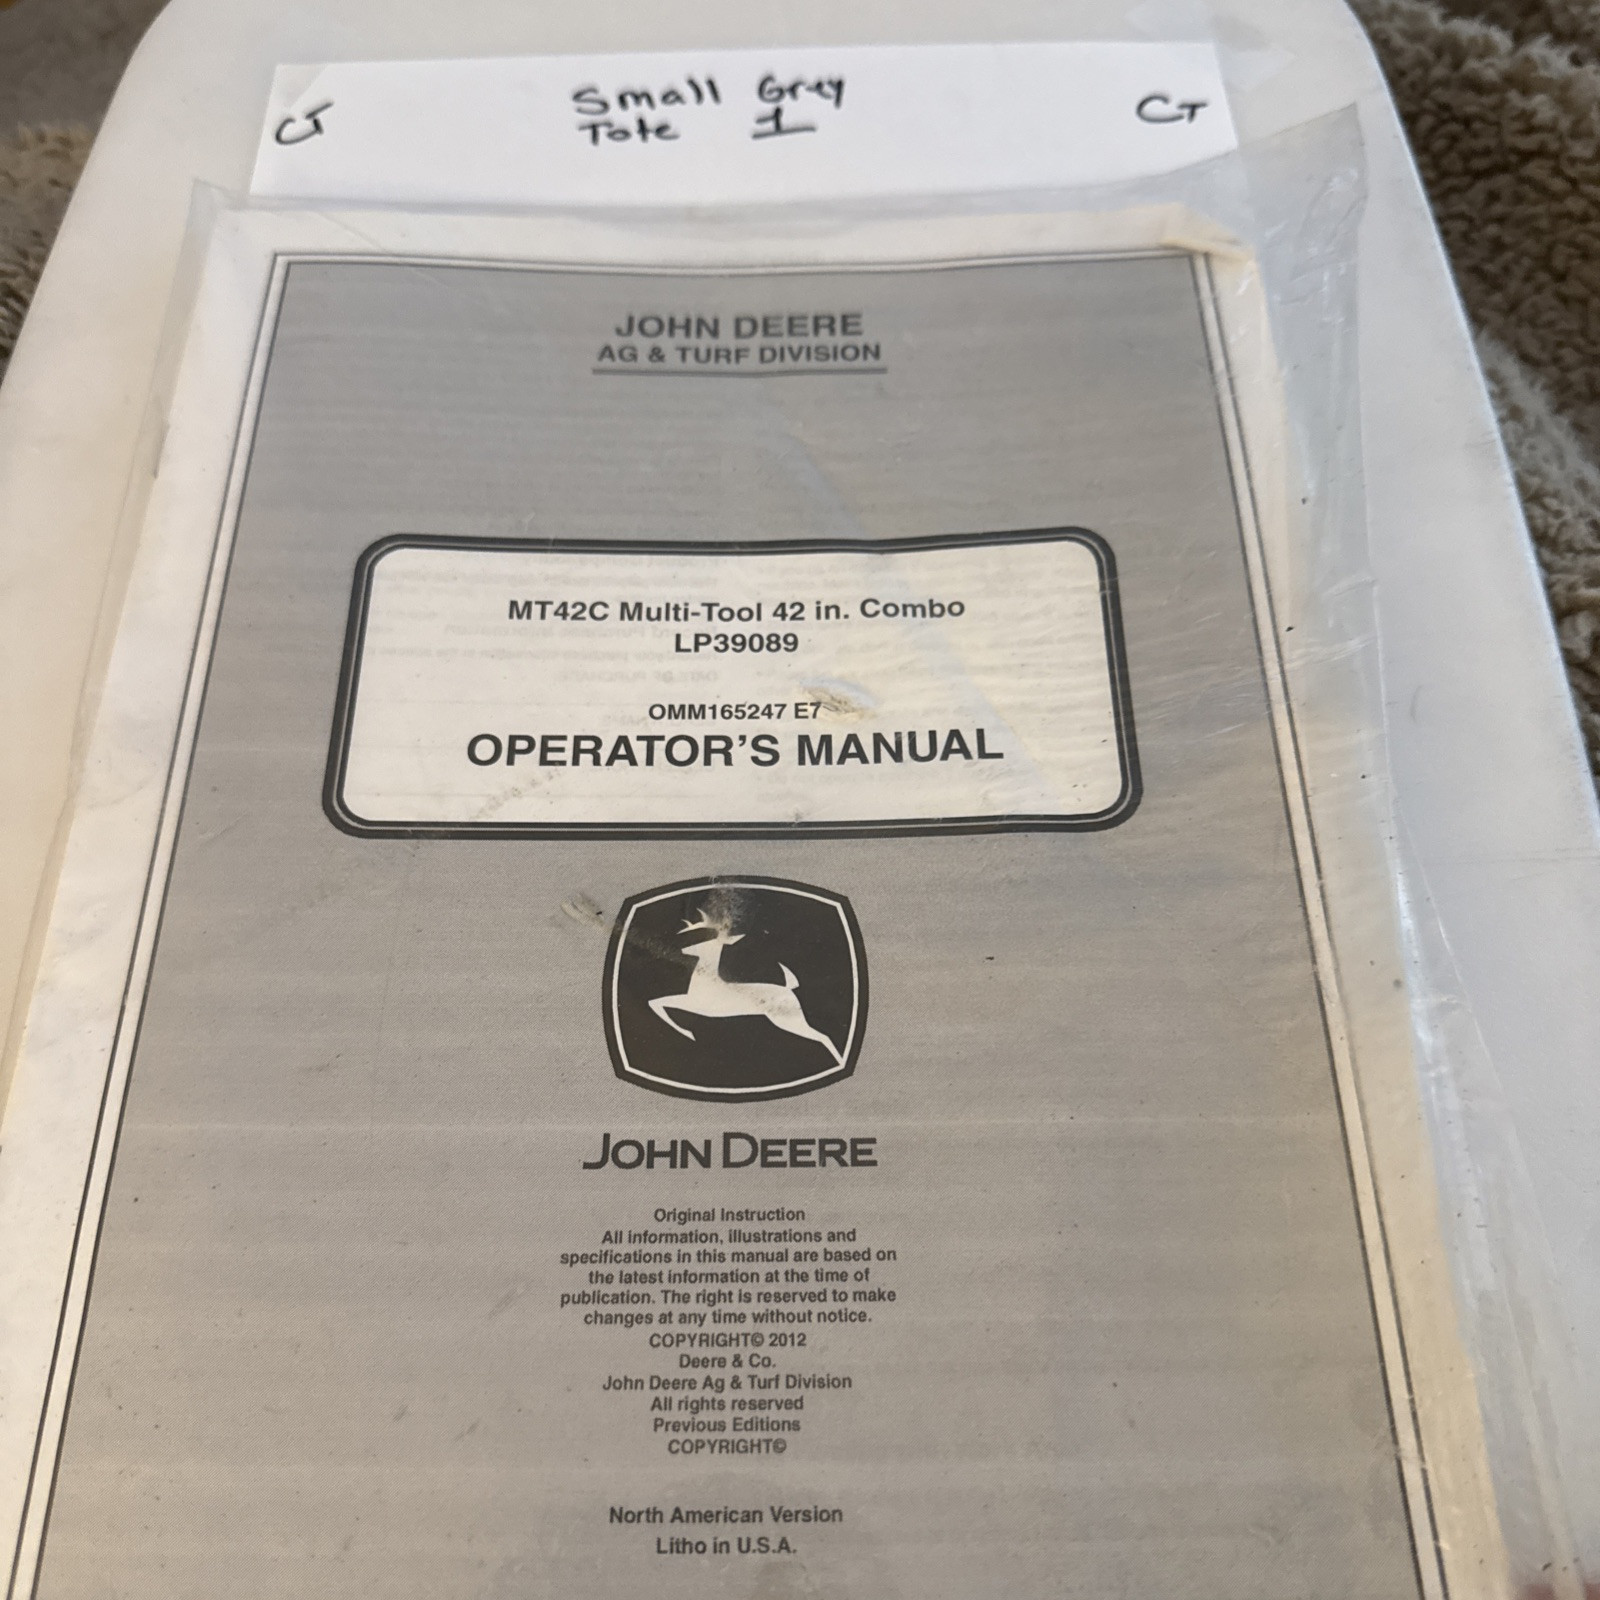 CT Small Grey CT
Tote 1
JOHN DEERE
AG & TURF DIVISION
MT42C Multi-Tool 42 in. Combo
LP39089
OMM165247 E7
OPERATOR'S MANUAL
JOHN DEERE
Original Instruction
All information, illustrations and
specifications in this manual are based on
the latest information at the time of
publication. The right is reserved to make
changes at any time without notice.
COPYRIGHT© 2012
Deere & Co.
John Deere Ag & Turf Division
All rights reserved
Previous Editions
COPYRIGHT©
North American Version
Litho in U.S.A.